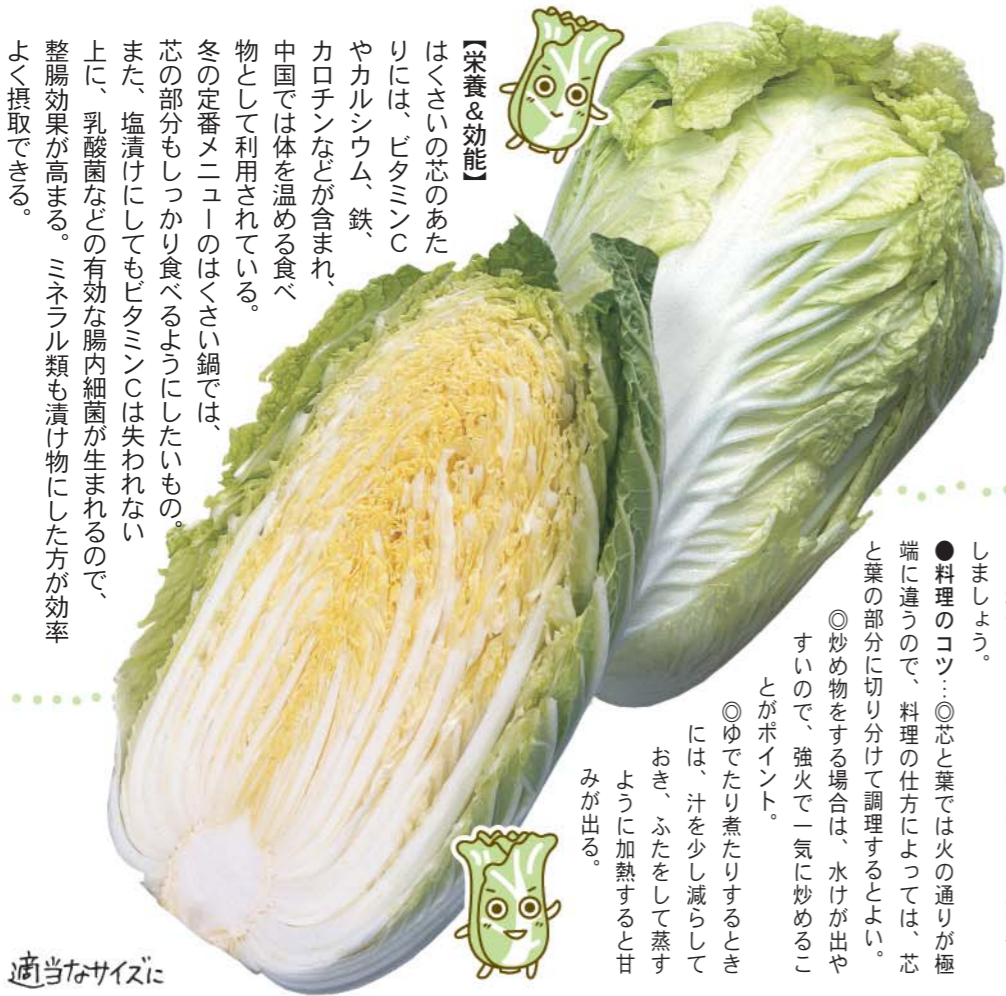 しましょう。
●料理のコツ…◎芯と葉では火の通りが極
端に違うので、料理の仕方によっては、芯
と葉の部分に切り分けて調理するとよい。
◎炒め物をする場合は、水けが出や
すいので、強火で一気に炒めるこ
とがポイント。
◎ゆでたり煮たりするとき
には、汁を少し減らして
おき、ふたをして蒸す
ように加熱すると甘
みが出る。
【栄養&効能】
はくさいの芯のあた
りには、ビタミンC
やカルシウム、鉄、
カロチンなどが含まれ、
中国では体を温める食べ
物として利用されている。
冬の定番メニューのはくさい鍋では、
芯の部分もしっかり食べるようにしたいもの。
また、塩漬けにしてもビタミンCは失われない
上に、乳酸菌などの有効な腸内細菌が生まれるので、
整腸効果が高まる。ミネラル類も漬け物にした方が効率
よく摂取できる。
適当なサイズに